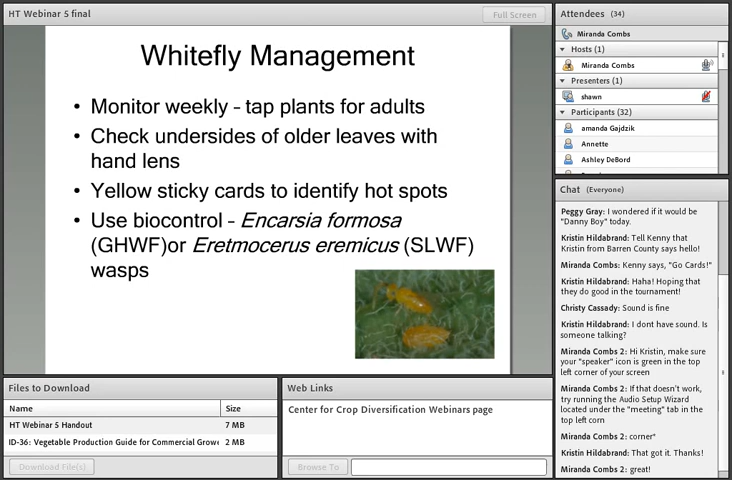 HT Webinar 5 final
Full Screen
Whitefly Management
• Monitor weekly – tap plants for adults
• Check undersides of older leaves with
hand lens
• Yellow sticky cards to identify hot spots
• Use biocontrol – Encarsia formosa
(GHWF)or Eretmocerus eremicus (SLWF)
wasps
Files to Download
Name Size
HT Webinar 5 Handout 7 MB
ID-36: Vegetable Production Guide for Commercial Growe 2 MB
Download File(s)
Web Links
Center for Crop Diversification Webinars page
Browse To
Attendees (34)
Miranda Combs
Hosts (1)
Miranda Combs
Presenters (1)
shawn
Participants (32)
amanda Gajdzik
Annette
Ashley DeBord
Chat (Everyone)
Peggy Gray: I wondered if it would be
"Danny Boy" today.
Kristin Hildabrand: Tell Kenny that
Kristin from Barren County says hello!
Miranda Combs: Kenny says, "Go Cards!"
Kristin Hildabrand: Haha! Hoping that
they do good in the tournament!
Christy Cassady: Sound is fine
Kristin Hildabrand: I dont have sound. Is
someone talking?
Miranda Combs 2: Hi Kristin, make sure
your "speaker" icon is green in the top
left corner of your screen
Miranda Combs 2: If that doesn't work,
try running the Audio Setup Wizard
located under the "meeting" tab in the
top left corn
Miranda Combs 2: corner*
Kristin Hildabrand: That got it. Thanks!
Miranda Combs 2: great!